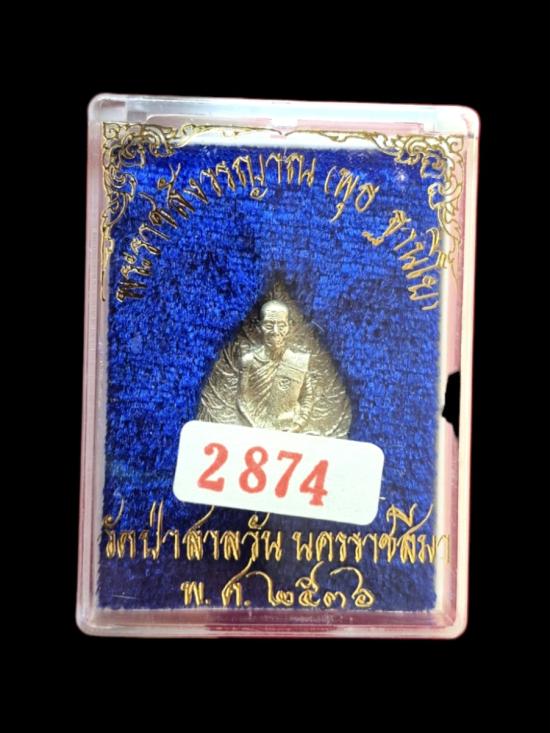 พระราชสังวรญาณ (พุธ ฐานิโย)
2874
วัดป่าสาลวัน นครราชสีมา
พ.ศ. ๒๕๓๖